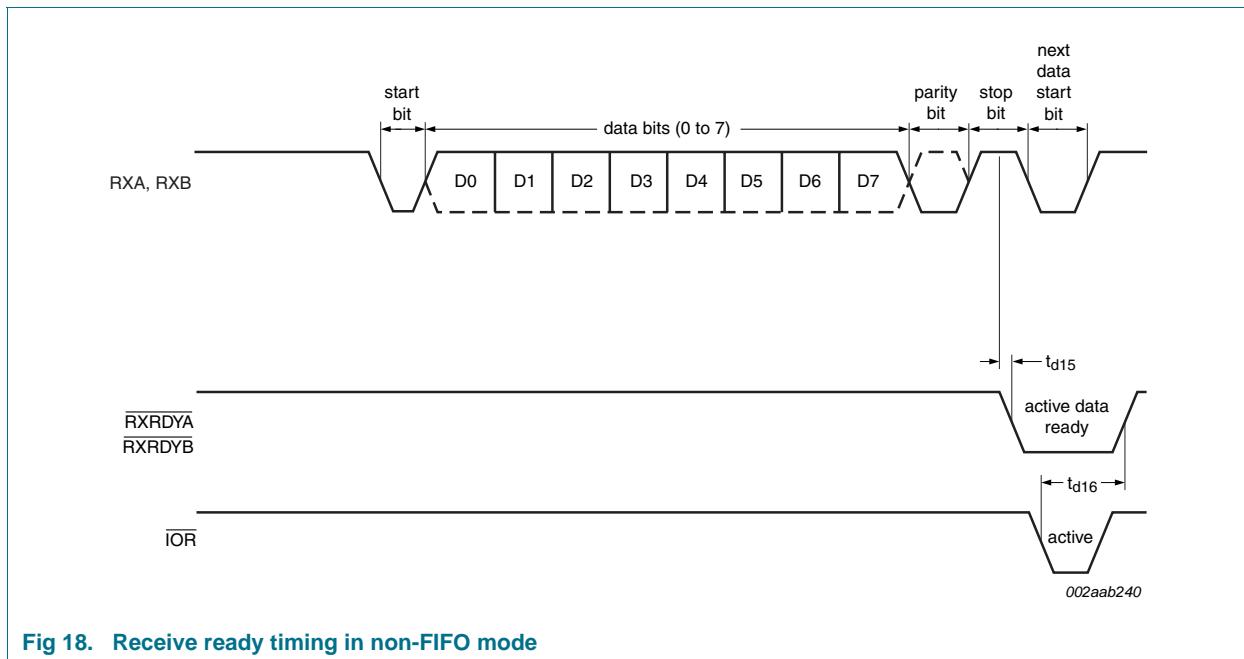 next
data
start
bit
start
bit
parity
bit
stop
bit
data bits (0 to 7)
RXA, RXB
D0 D1 D2 D3 D4 D5 D6 D7
td15
RXRDYA
RXRDYB
active data
ready
td16
IOR
active
002aab240
Fig 18. Receive ready timing in non-FIFO mode